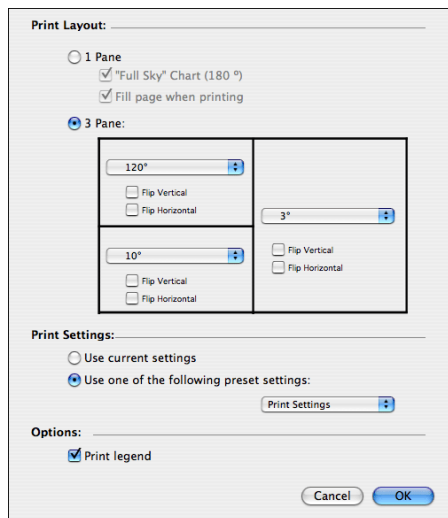 Print Layout:
1 Pane
"Full Sky" Chart (180 º)
Fill page when printing
3 Pane:
120°
Flip Vertical
Flip Horizontal
10°
Flip Vertical
Flip Horizontal
3°
Flip Vertical
Flip Horizontal
Print Settings:
Use current settings
Use one of the following preset settings:
Print Settings
Options:
Print legend
Cancel OK